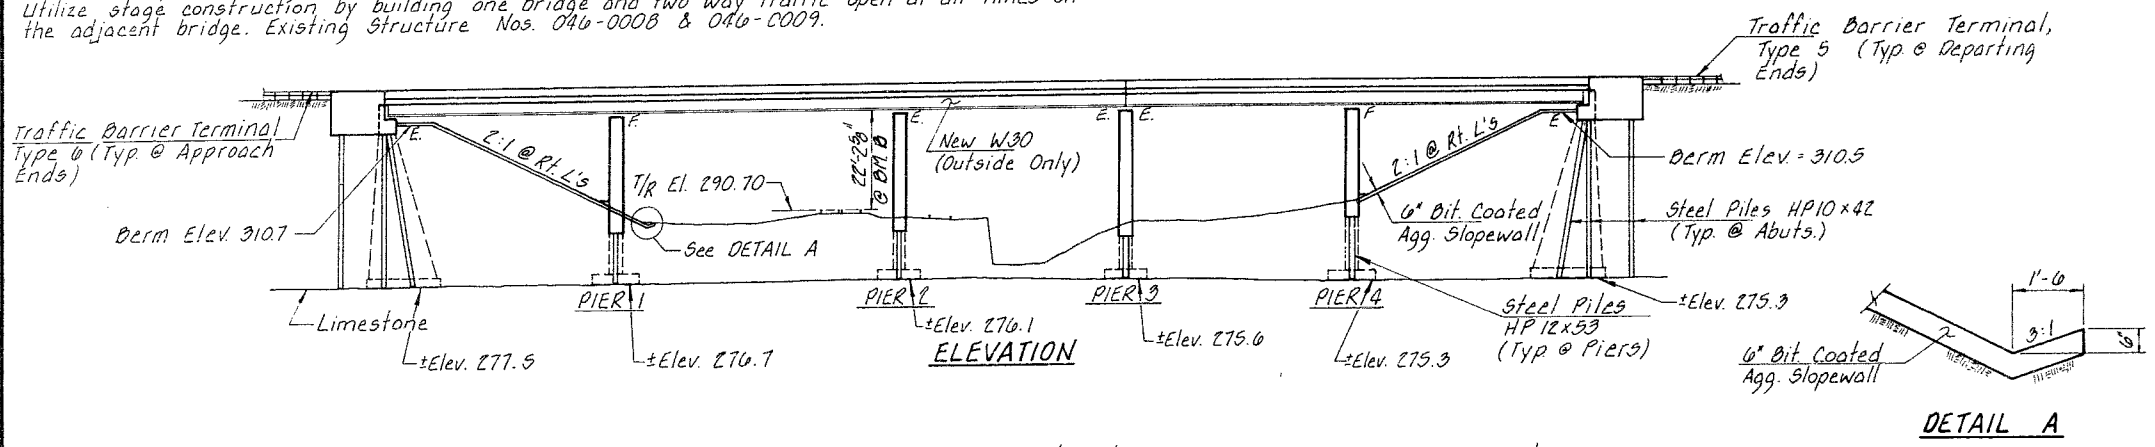 Utilize stage construction by building one bridge and two way traffic open at all times on
the adjacent bridge. Existing Structure Nos. 046-0008 & 046-0009.
Traffic Barrier Terminal,
Type 5 (Typ. @ Departing
Ends)
Traffic Barrier Terminal
Type 6 (Typ. @ Approach
Ends)
E.
2:1 @ Rt. L's
F.
T/R El. 290.70
22'-2 5/8"
@ BM. B
E.
New W30
(Outside Only)
E. E.
F.
2:1 @ Rt. L's
E.
Berm Elev. = 310.5
Berm Elev. 310.7
See DETAIL A
6" Bit. Coated
Agg. Slopewall
Steel Piles HP10x42
(Typ. @ Abuts.)
PIER 1
PIER 2
PIER 3
PIER 4
Limestone
±Elev. 277.5
±Elev. 276.7
±Elev. 276.1
±Elev. 275.6
±Elev. 275.3
±Elev. 275.3
Steel Piles
HP 12x53
(Typ. @ Piers)
ELEVATION
1'-6
3:1
6"
6" Bit. Coated
Agg. Slopewall
DETAIL A